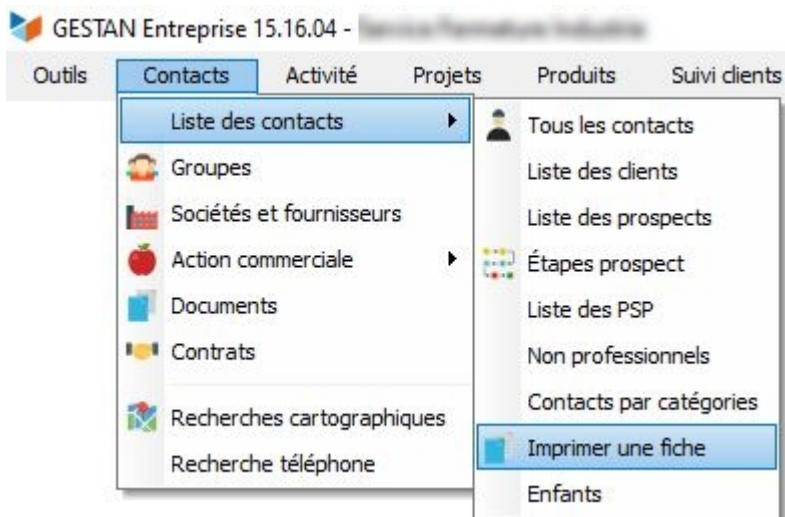 GESTAN Entreprise 15.16.04 -
Outils Contacts Activité Projets Produits Suivi clients
Liste des contacts
Groupes
Sociétés et fournisseurs
Action commerciale
Documents
Contrats
Recherches cartographiques
Recherche téléphone
Tous les contacts
Liste des clients
Liste des prospects
Étapes prospect
Liste des PSP
Non professionnels
Contacts par catégories
Imprimer une fiche
Enfants